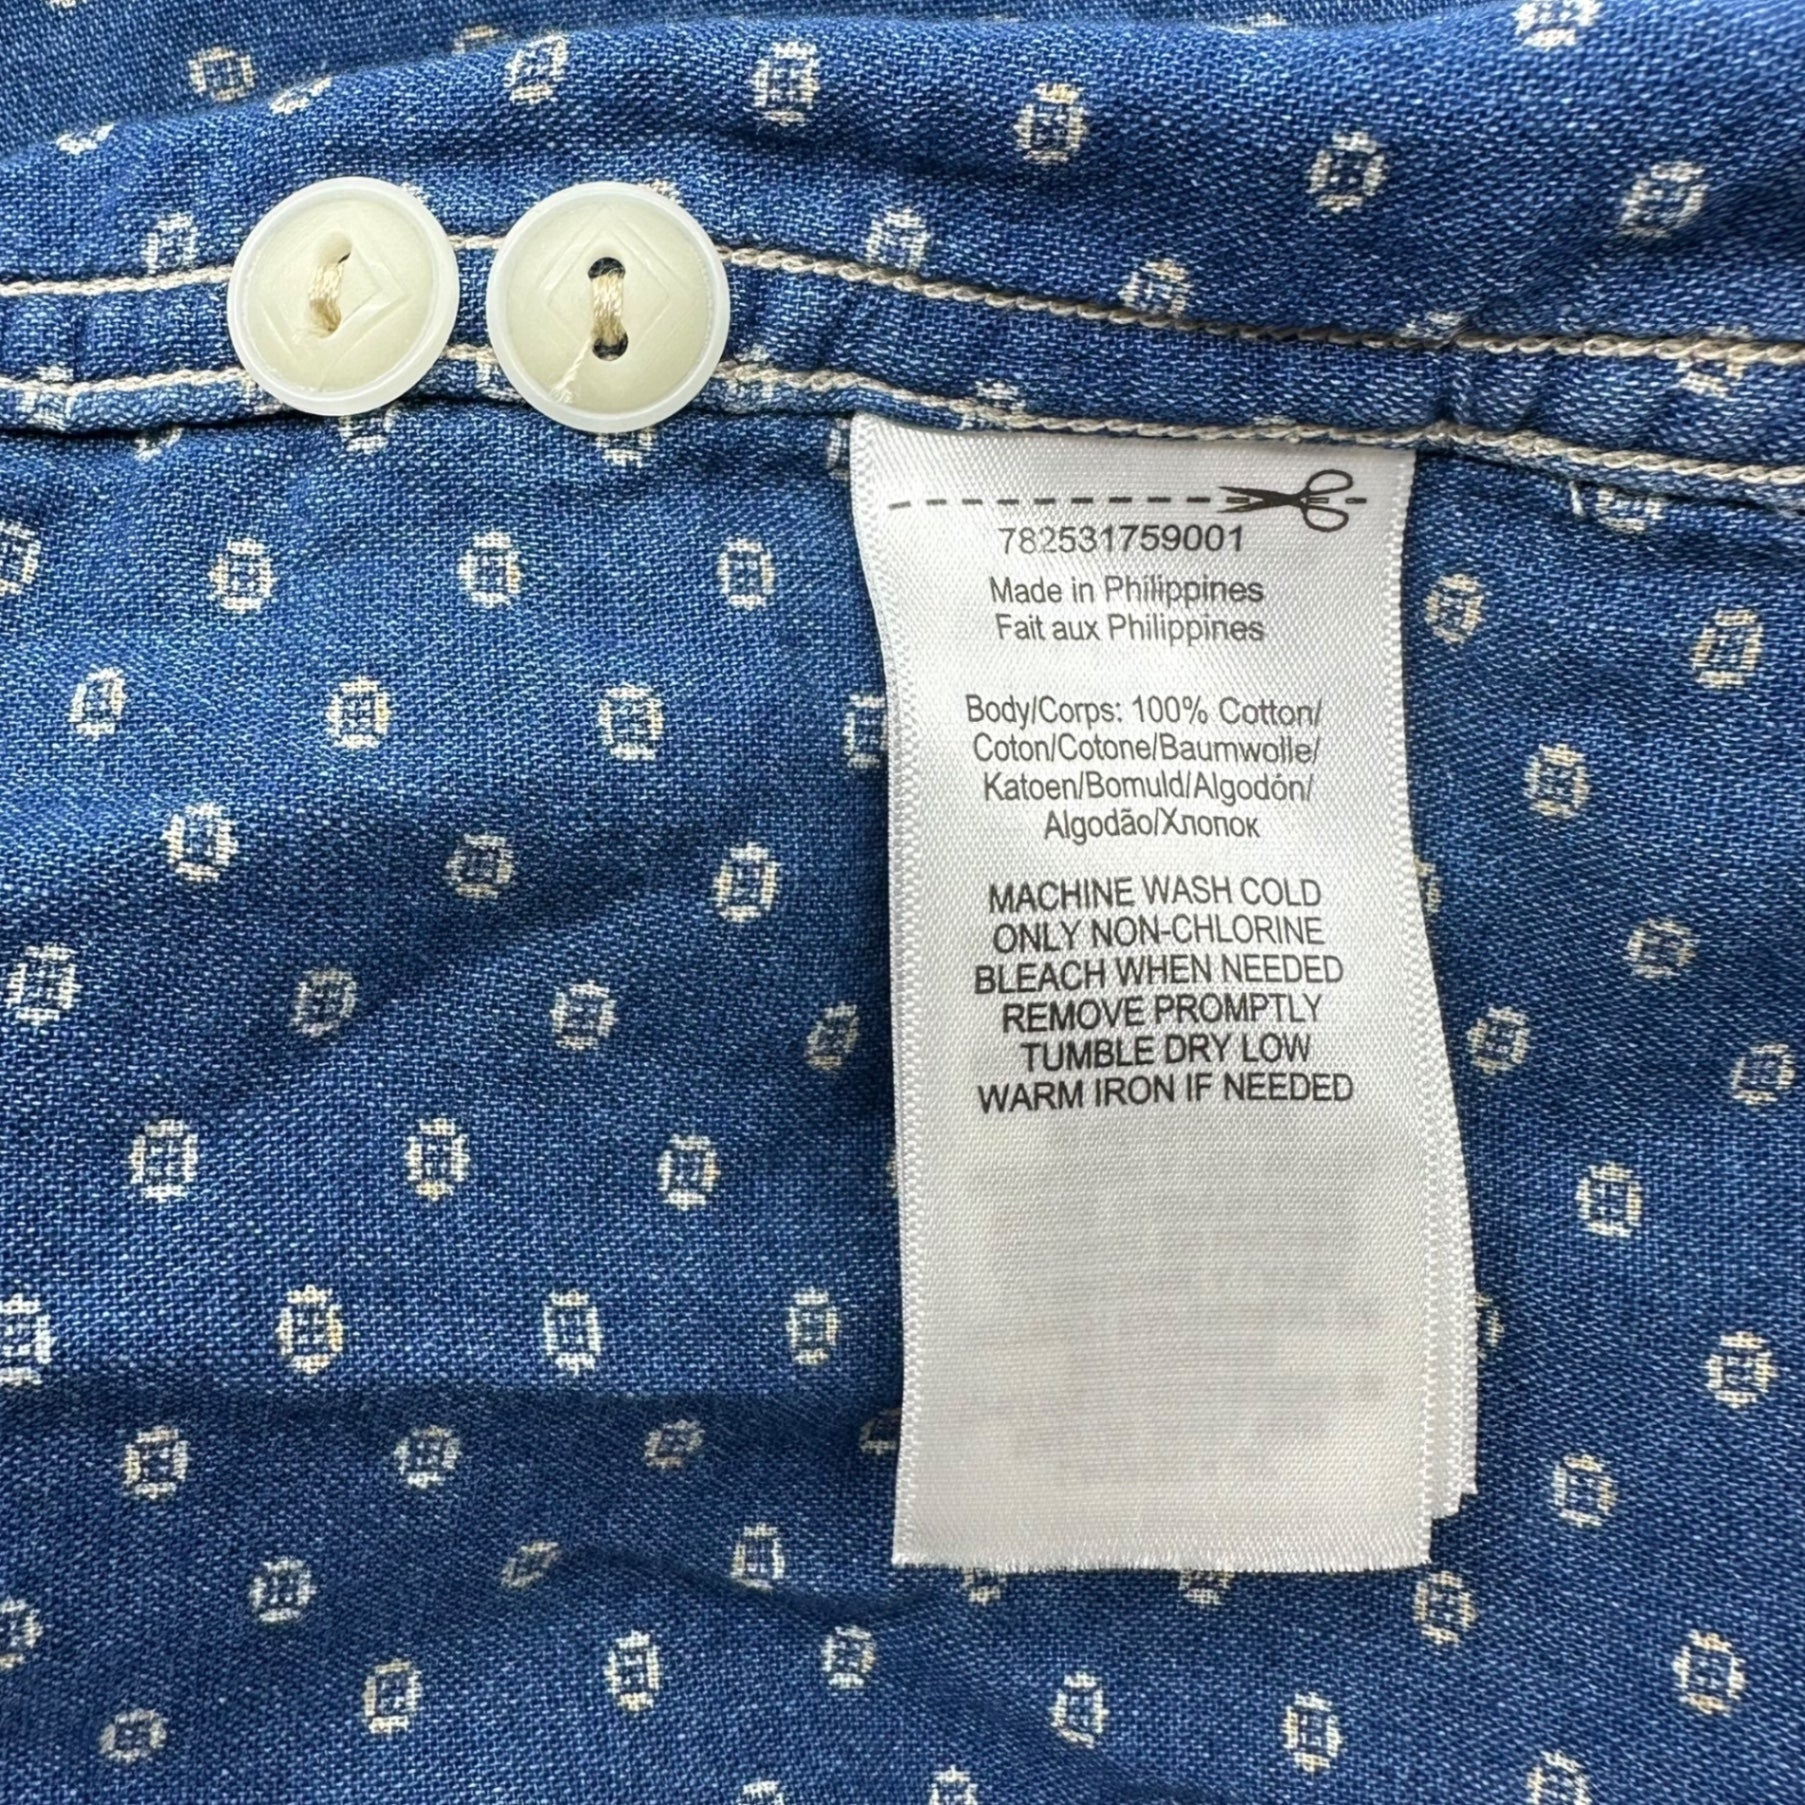 782531759001
Made in Philippines
Fait aux Philippines
Body/Corps: 100% Cotton/
Coton/Cotone/Baumwolle/
Katoen/Bomuld/Algodón/
Algodão/Хлопок
MACHINE WASH COLD
ONLY NON-CHLORINE
BLEACH WHEN NEEDED
REMOVE PROMPTLY
TUMBLE DRY LOW
WARM IRON IF NEEDED